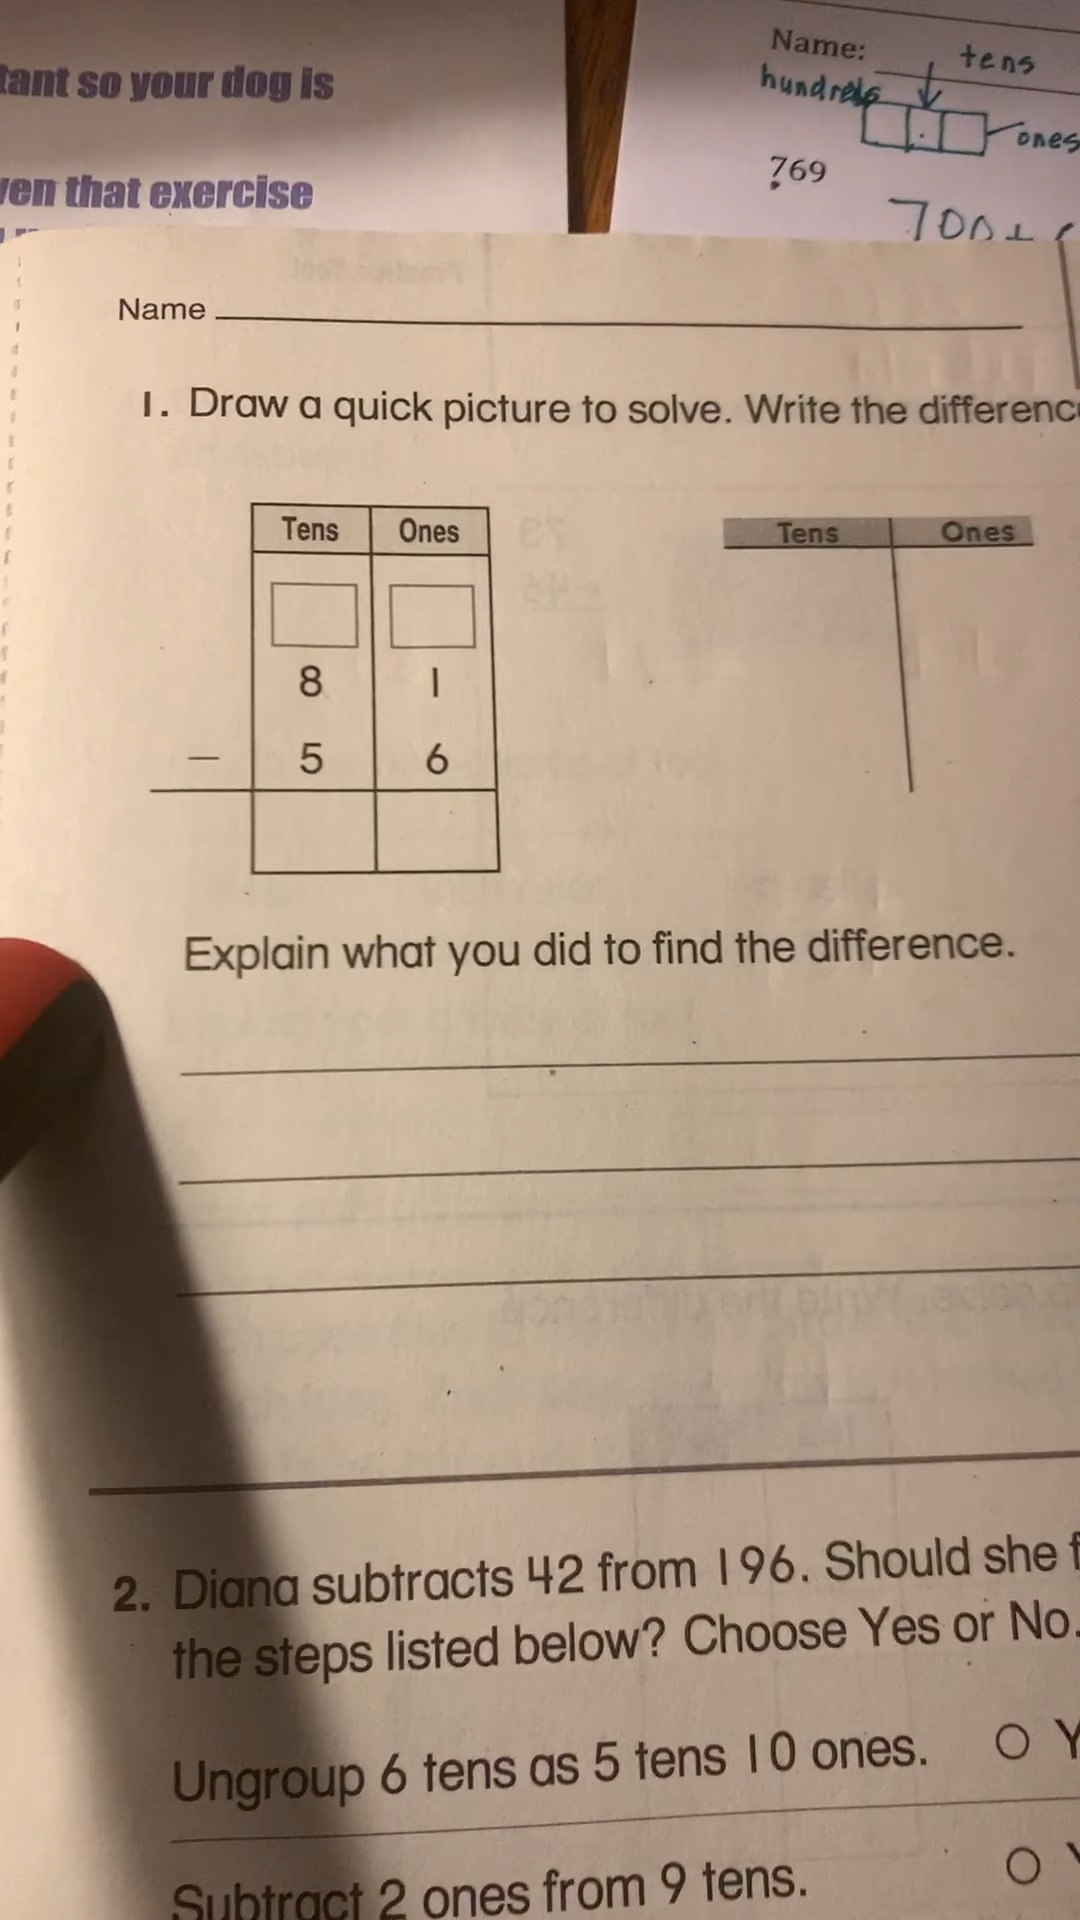 so your dog is
that exercise
Name:
tens
hundreds
ones
769
Name
1. Draw a quick picture to solve. Write the
Tens Ones
8 1
– 5 6
Tens Ones
Explain what you did to find the difference.
2. Diana subtracts 42 from 196. Should she
the steps listed below? Choose Yes or No.
Ungroup 6 tens as 5 tens 10 ones.
Subtract 2 ones from 9 tens.